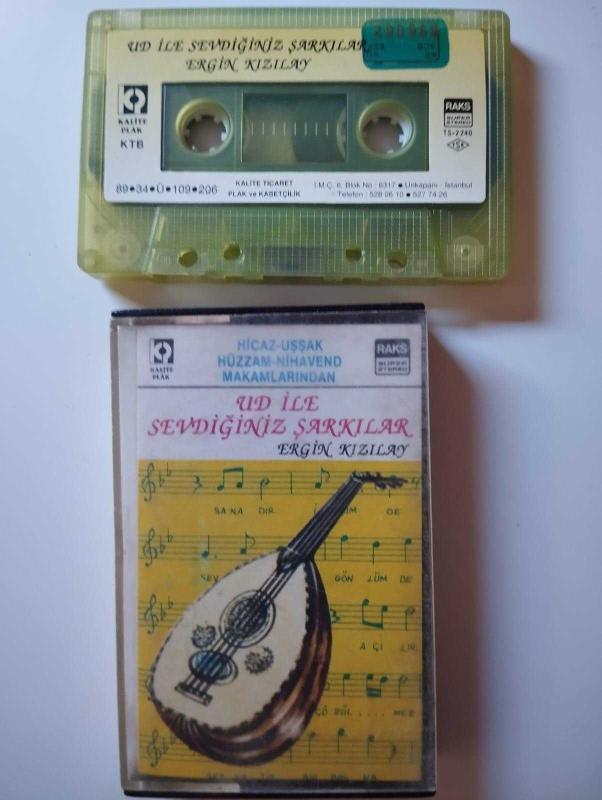 UD İLE SEVDİĞİNİZ ŞARKILAR
ERGİN KIZILAY
KALİTE
PLAK
KTB
RAKS
SUPER
STEREO
TS-2240
TSE
89●34●Ü●109●206
KALİTE TİCARET
PLAK ve KASETÇİLİK
İ.M.Ç. 6. Blok No : 6317 ● Unkapanı - İstanbul
Telefon : 528 06 10 ● 527 74 26
KALİTE
PLAK
HİCAZ-UŞŞAK
HÜZZAM-NİHAVEND
MAKAMLARINDAN
RAKS
SUPER
STEREO
UD İLE
SEVDİĞİNİZ ŞARKILAR
ERGİN KIZILAY
SA NA DİR DE
SEV GÖN LÜM DE
A ÇI LIR
MEZ